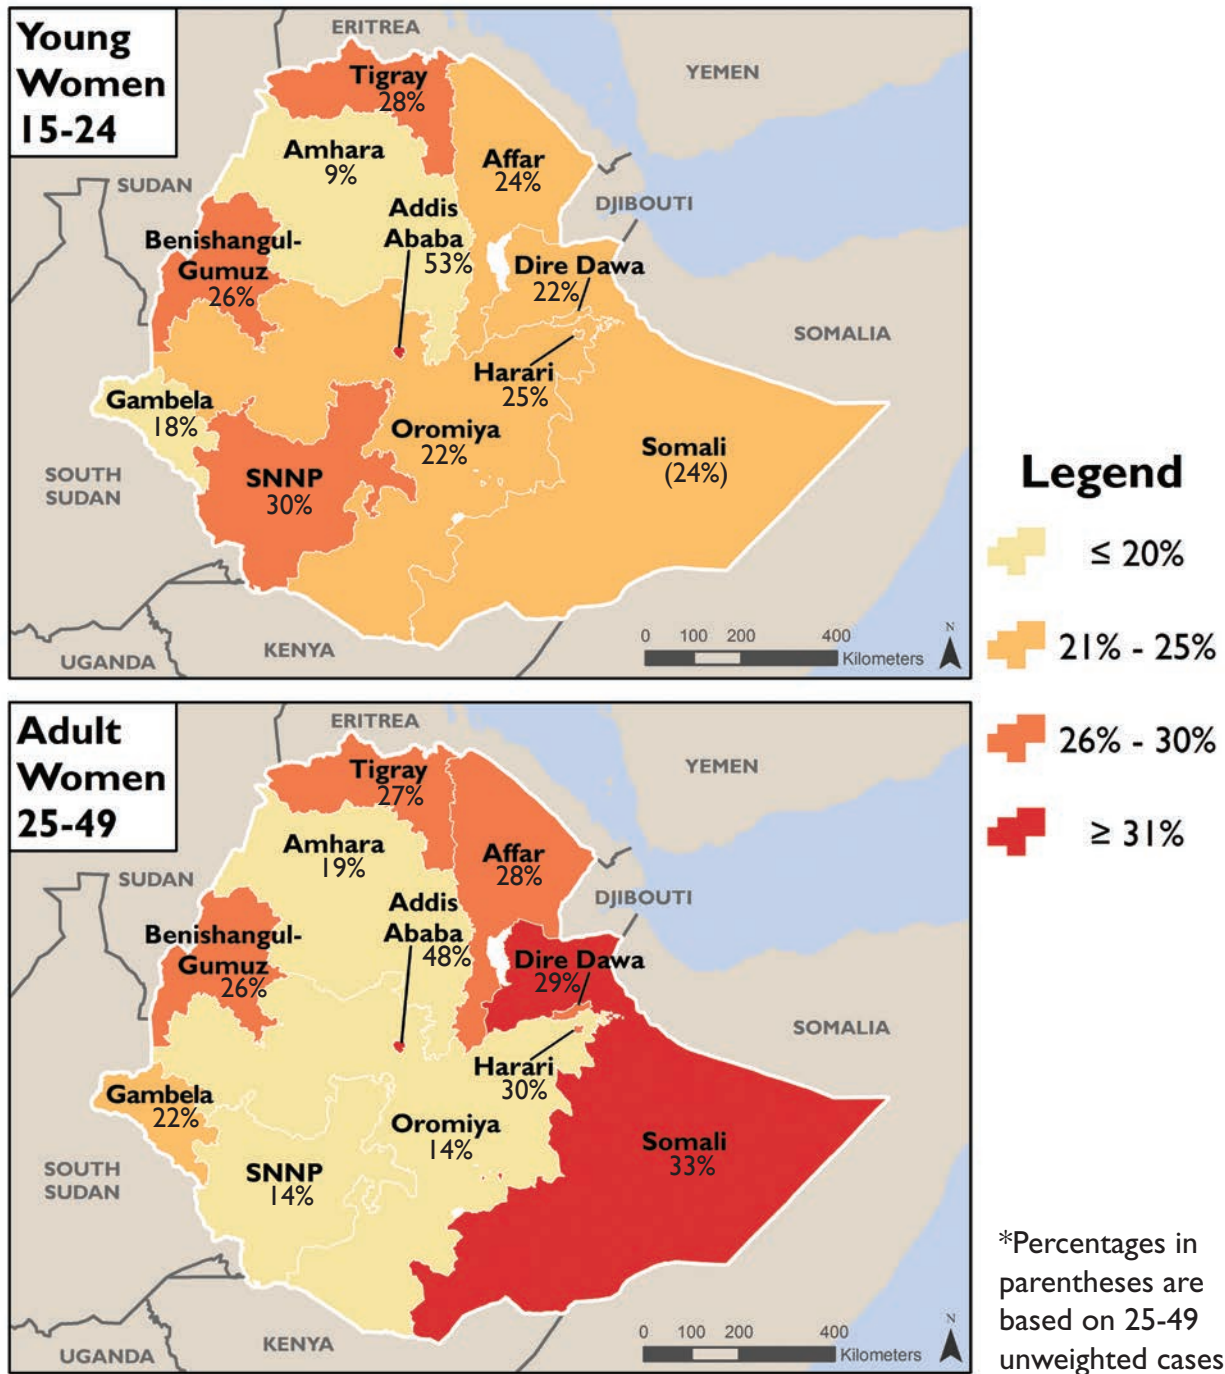 Young
Women
15-24
ERITREA
YEMEN
Tigray
28%
Amhara
9%
Affar
24%
SUDAN
Addis
Ababa
53%
DJIBOUTI
Benishangul-
Gumuz
26%
Dire Dawa
22%
SOMALIA
Harari
25%
Gambela
18%
Oromiya
22%
Somali
(24%)
SOUTH
SUDAN
SNNP
30%
KENYA
UGANDA
0 100 200 400
Kilometers
N
Adult
Women
25-49
ERITREA
YEMEN
Tigray
27%
Amhara
19%
Affar
28%
SUDAN
Addis
Ababa
48%
DJIBOUTI
Benishangul-
Gumuz
26%
Dire Dawa
29%
SOMALIA
Harari
30%
Gambela
22%
Oromiya
14%
Somali
33%
SOUTH
SUDAN
SNNP
14%
KENYA
UGANDA
0 100 200 400
Kilometers
N
Legend
≤ 20%
21% - 25%
26% - 30%
≥ 31%
*Percentages in
parentheses are
based on 25-49
unweighted cases